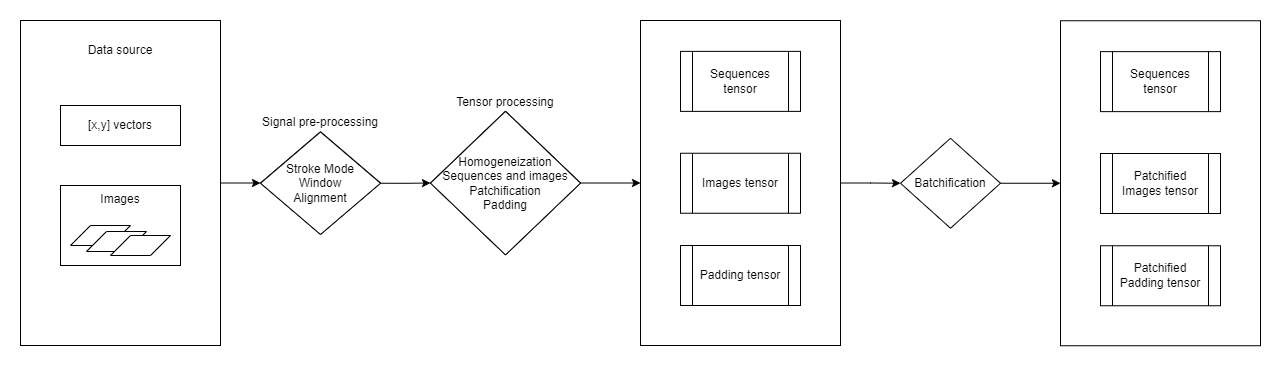 Data source
[x,y] vectors
Images
Signal pre-processing
Stroke Mode
Window
Alignment
Tensor processing
Homogeneization
Sequences and images
Patchification
Padding
Sequences
tensor
Images tensor
Padding tensor
Batchification
Sequences
tensor
Patchified
Images tensor
Patchified
Padding tensor